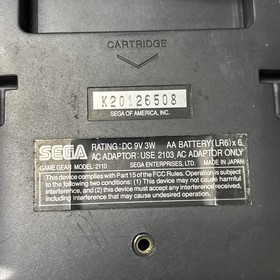 CARTRIDGE
K20126508
SEGA OF AMERICA, INC.
SEGA RATING : DC 9V 3W AA BATTERY(LR6)x 6
AC ADAPTOR : USE 2103 AC ADAPTOR ONLY
GAME GEAR MODEL-2110 MADE IN JAPAN
This device complies with Part 15 of the FCC Rules. Operation is subject
to the following two conditions: (1) This device may not cause harmful
interference, and (2) this device must accept any interference received,
including interference that may cause undesired operation.